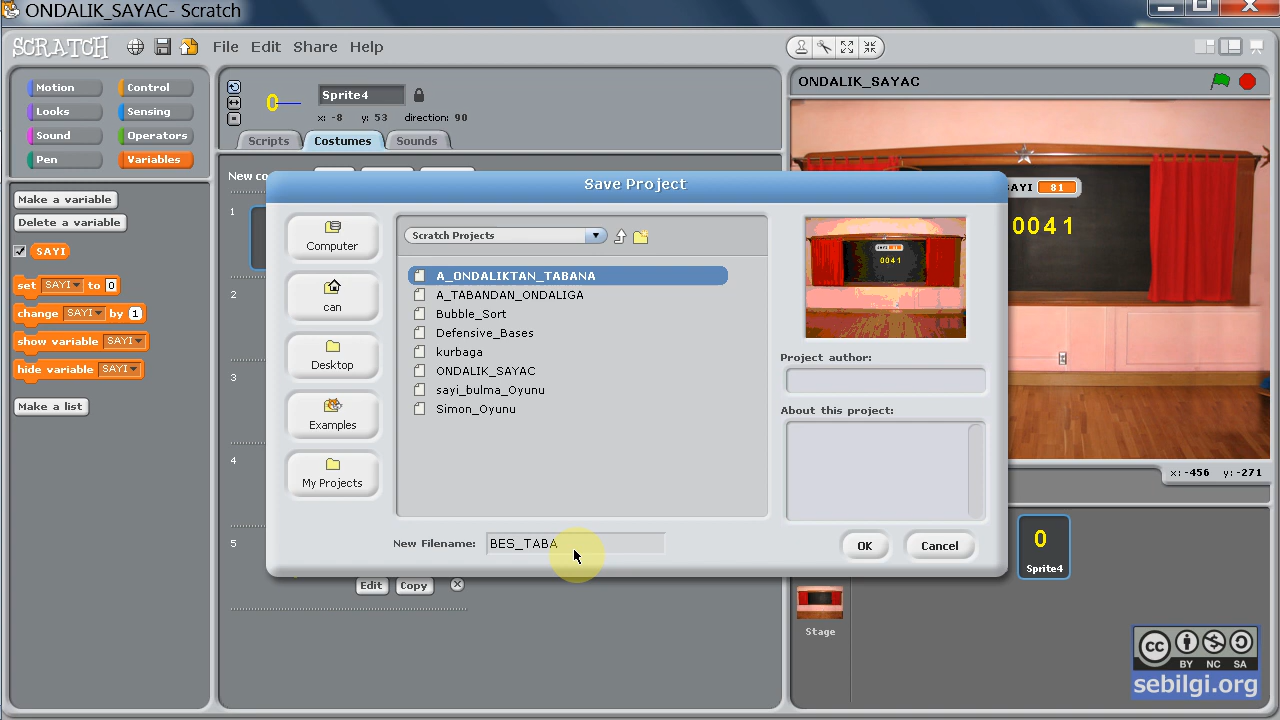 ONDALIK_SAYAC- Scratch
SCRATCH File Edit Share Help
Motion Control
Looks Sensing
Sound Operators
Pen Variables
Make a variable
Delete a variable
SAYI
set SAYI to 0
change SAYI by 1
show variable SAYI
hide variable SAYI
Make a list
0
Sprite4
x: -8 y: 53 direction: 90
Scripts Costumes Sounds
New co
1
2
3
4
5
Edit Copy
Save Project
Computer
can
Desktop
Examples
My Projects
Scratch Projects
A_ONDALIKTAN_TABANA
A_TABANDAN_ONDALIGA
Bubble_Sort
Defensive_Bases
kurbaga
ONDALIK_SAYAC
sayi_bulma_Oyunu
Simon_Oyunu
New Filename: BES_TABA
0041
Project author:
About this project:
OK Cancel
ONDALIK_SAYAC
AYI 81
0041
x: -456 y: -271
0
Sprite4
Stage
cc
BY NC SA
sebilgi.org